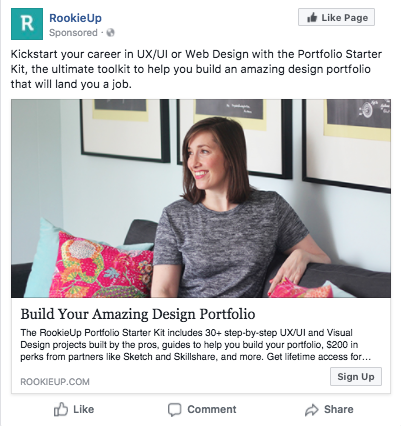 R
RookieUp
Like Page
Sponsored ·
Kickstart your career in UX/UI or Web Design with the Portfolio Starter
Kit, the ultimate toolkit to help you build an amazing design portfolio
that will land you a job.
Build Your Amazing Design Portfolio
The RookieUp Portfolio Starter Kit includes 30+ step-by-step UX/UI and Visual
Design projects built by the pros, guides to help you build your portfolio, $200 in
perks from partners like Sketch and Skillshare, and more. Get lifetime access for...
ROOKIEUP.COM
Sign Up
Like
Comment
Share